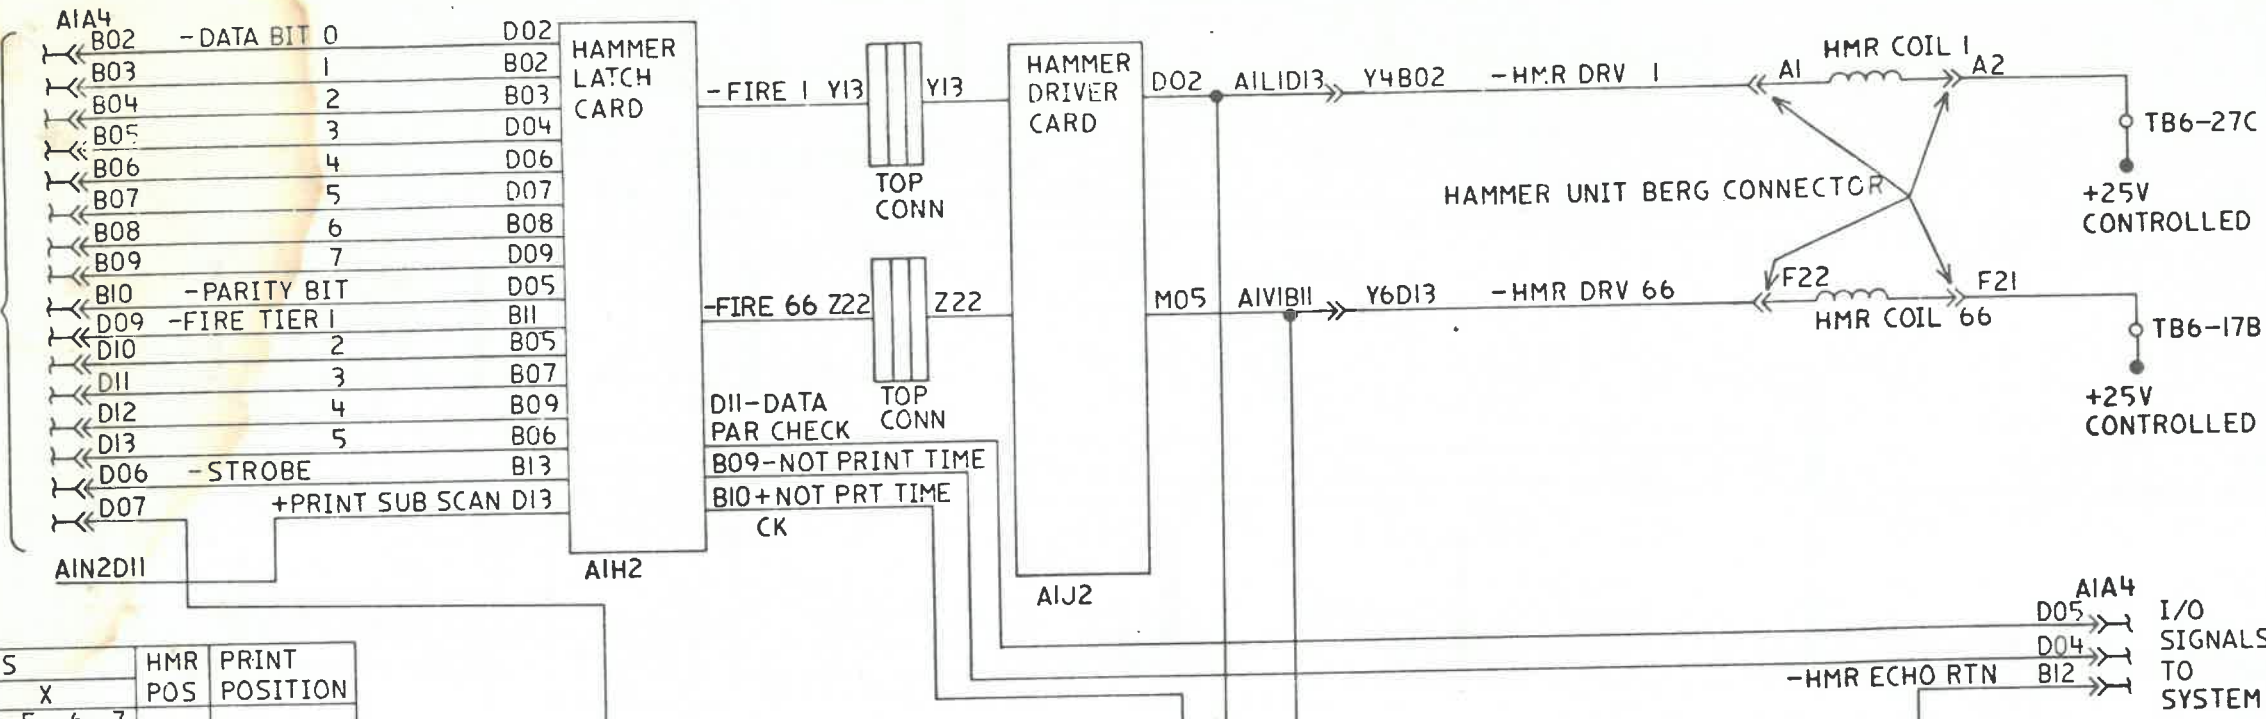 A1A4
B02 -DATA BIT 0 D02
B03 1 B02
B04 2 B03
B05 3 D04
B06 4 D06
B07 5 D07
B08 6 B08
B09 7 D09
B10 -PARITY BIT D05
D09 -FIRE TIER 1 B11
D10 2 B05
D11 3 B07
D12 4 B09
D13 5 B06
D06 -STROBE B13
D07 +PRINT SUB SCAN D13
A1N2D11
HAMMER
LATCH
CARD
A1H2
-FIRE 1 Y13 Y13
TOP
CONN
-FIRE 66 Z22 Z22
TOP
CONN
D11-DATA
PAR CHECK
B09-NOT PRINT TIME
B10+NOT PRT TIME
CK
HAMMER
DRIVER
CARD
A1J2
D02 A1L1D13 Y4B02 -HMR DRV 1 A1 HMR COIL 1 A2
TB6-27C
+25V
CONTROLLED
HAMMER UNIT BERG CONNECTOR
M05 A1V1B11 Y6D13 -HMR DRV 66 F22 HMR COIL 66 F21
TB6-17B
+25V
CONTROLLED
A1A4
D05
D04
-HMR ECHO RTN B12
I/O
SIGNALS
TO
SYSTEM
S
X
HMR
POS
PRINT
POSITION
6 7